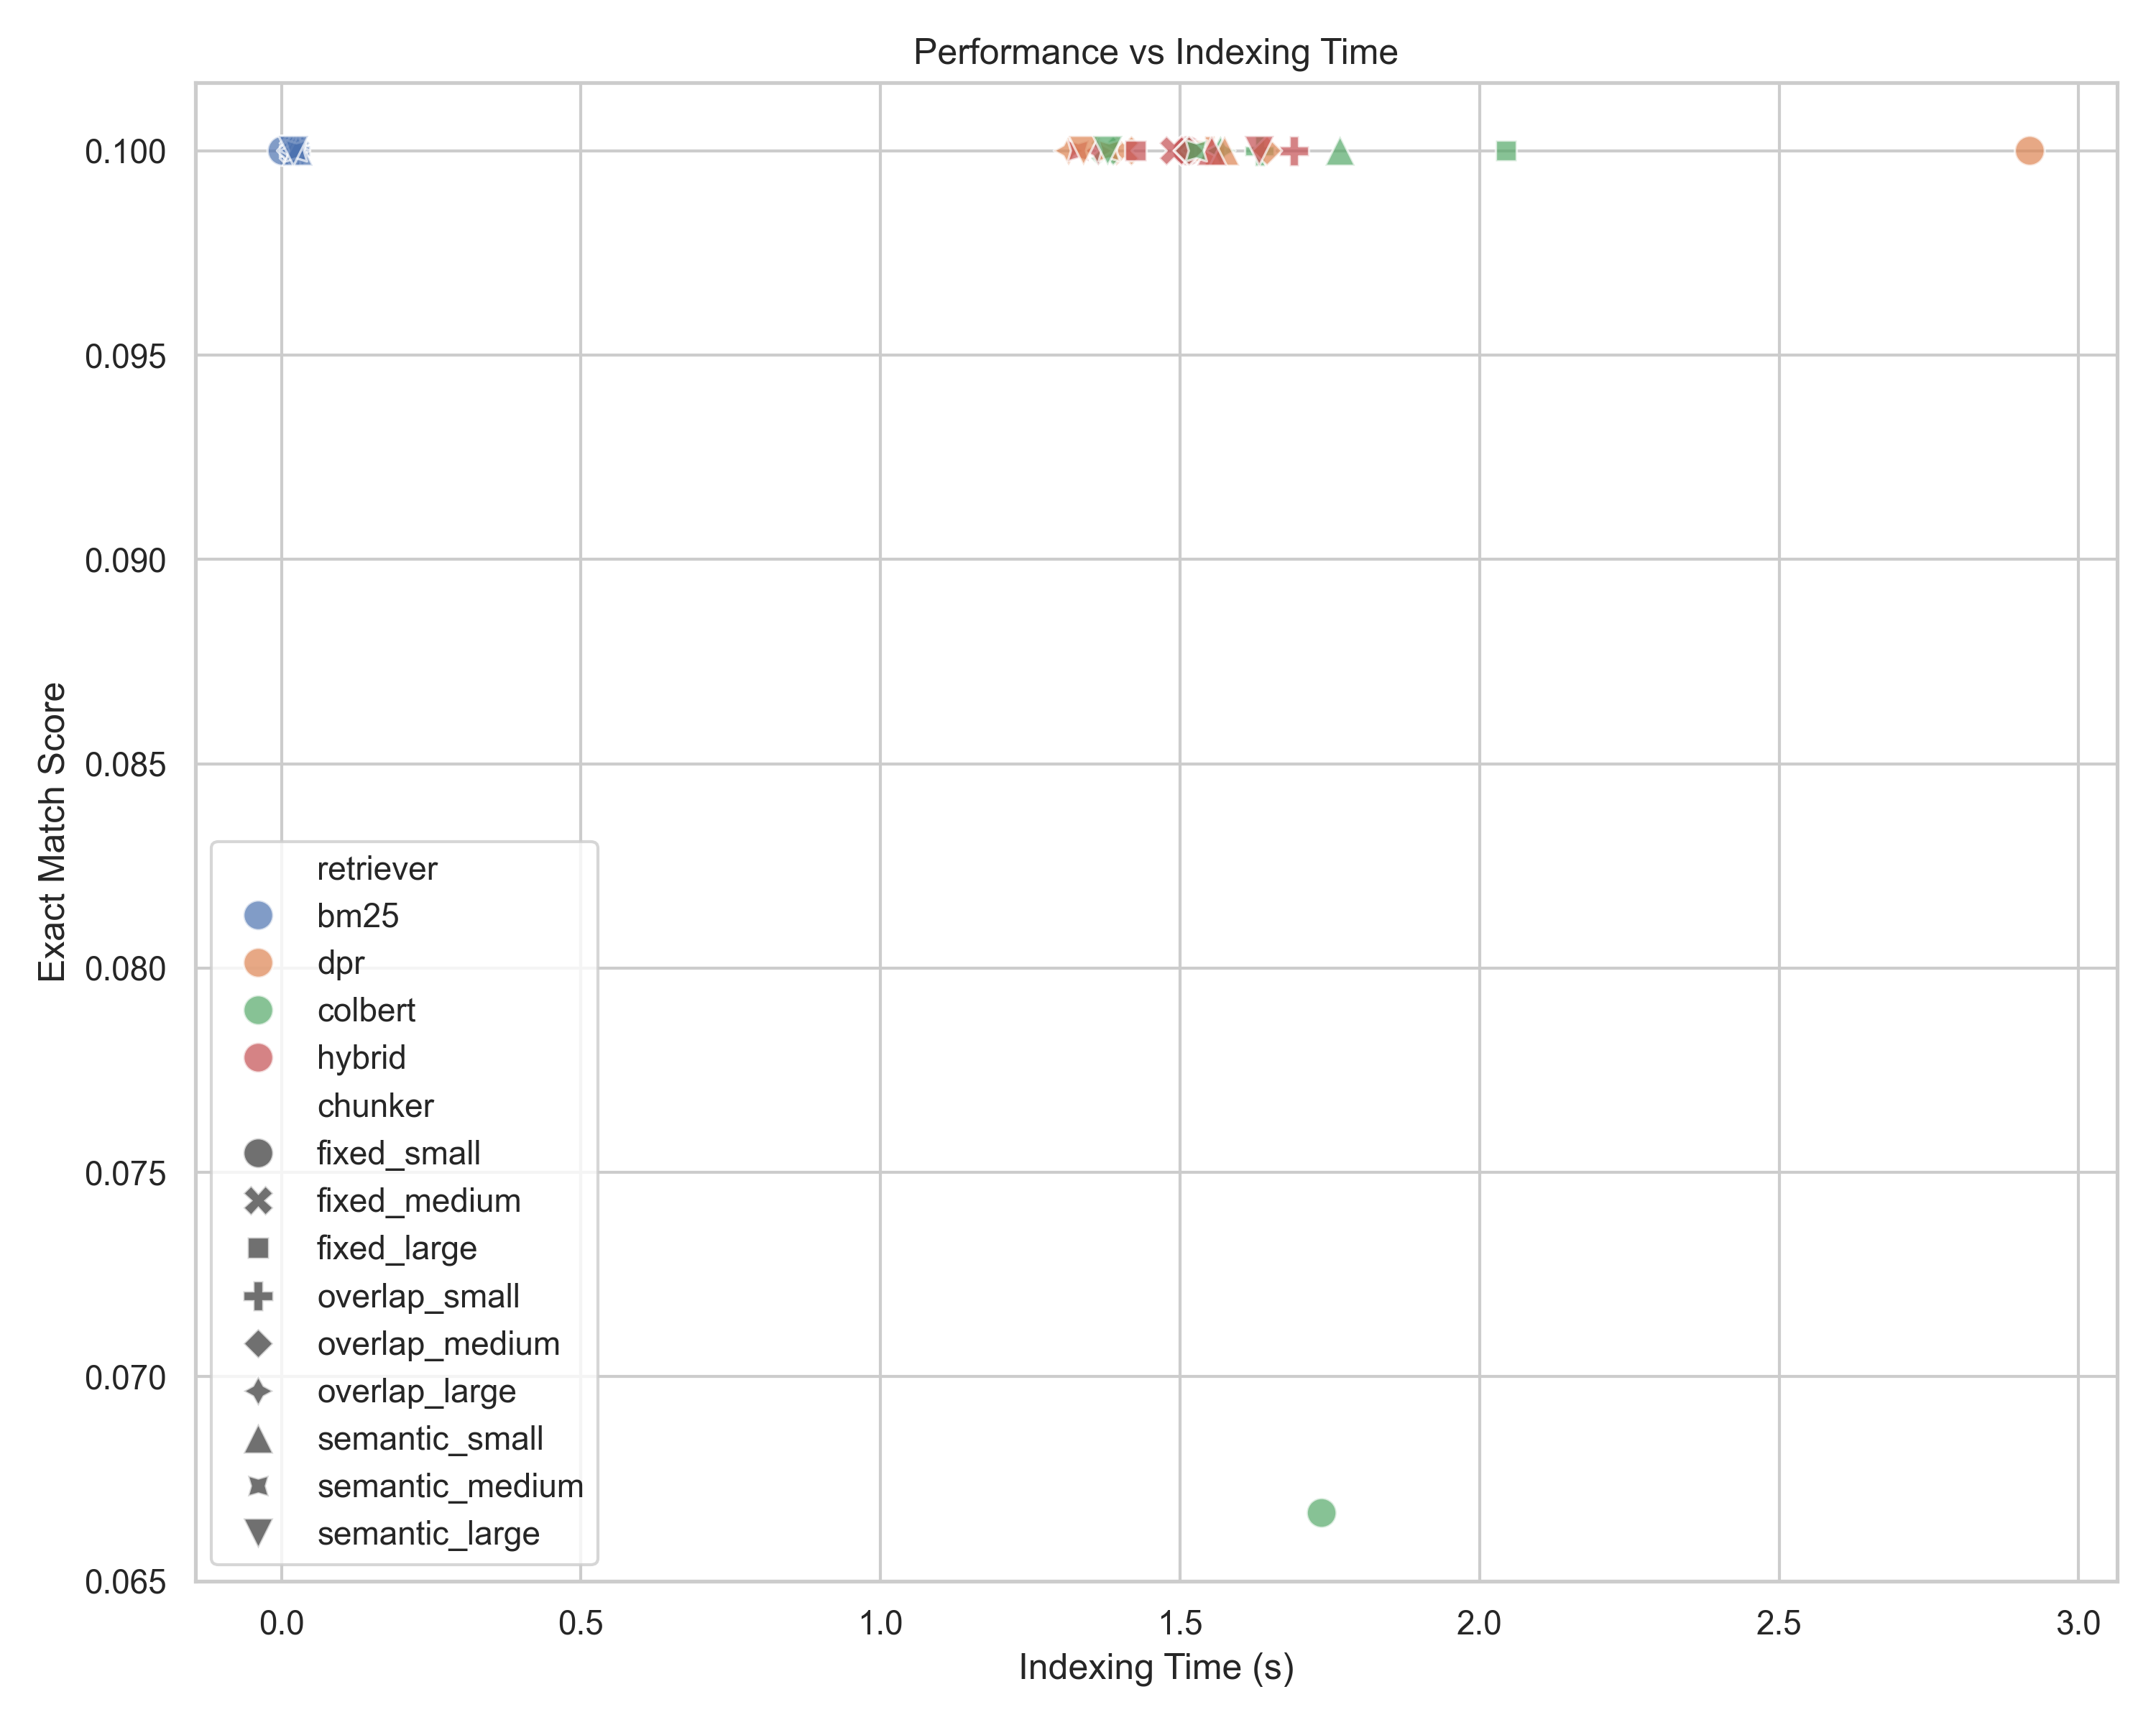 Performance vs Indexing Time
Exact Match Score
0.100
0.095
0.090
0.085
0.080
0.075
0.070
0.065
retriever
bm25
dpr
colbert
hybrid
chunker
fixed_small
fixed_medium
fixed_large
overlap_small
overlap_medium
overlap_large
semantic_small
semantic_medium
semantic_large
0.0 0.5 1.0 1.5 2.0 2.5 3.0
Indexing Time (s)